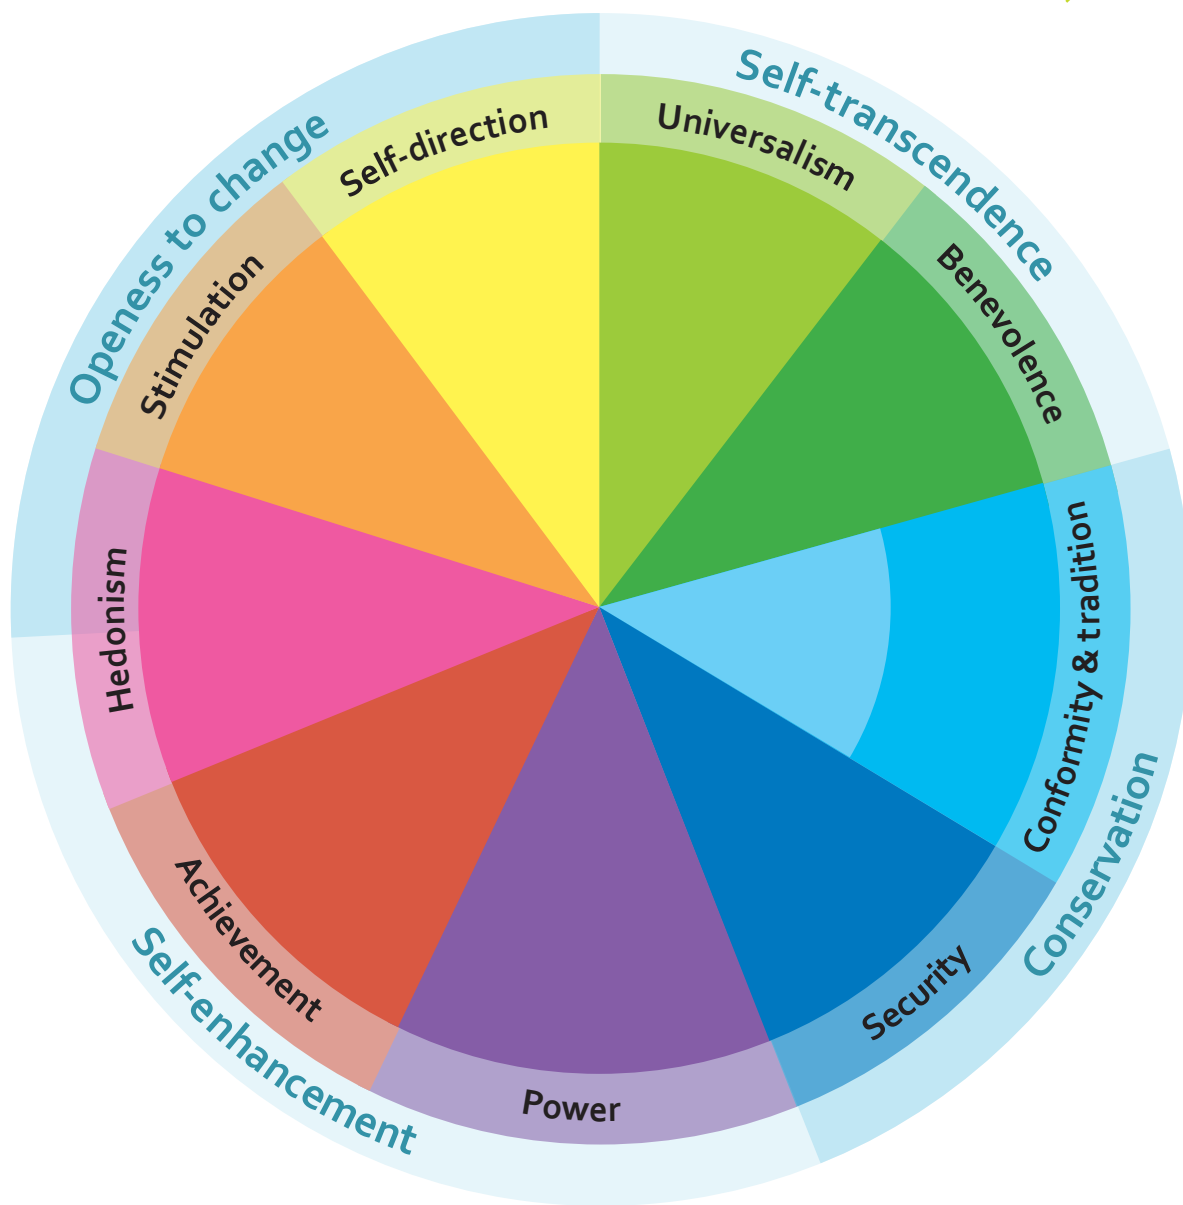 Self-transcendence
Universalism
Benevolence
Conformity & tradition
Conservation
Security
Power
Self-enhancement
Achievement
Hedonism
Openess to change
Stimulation
Self-direction